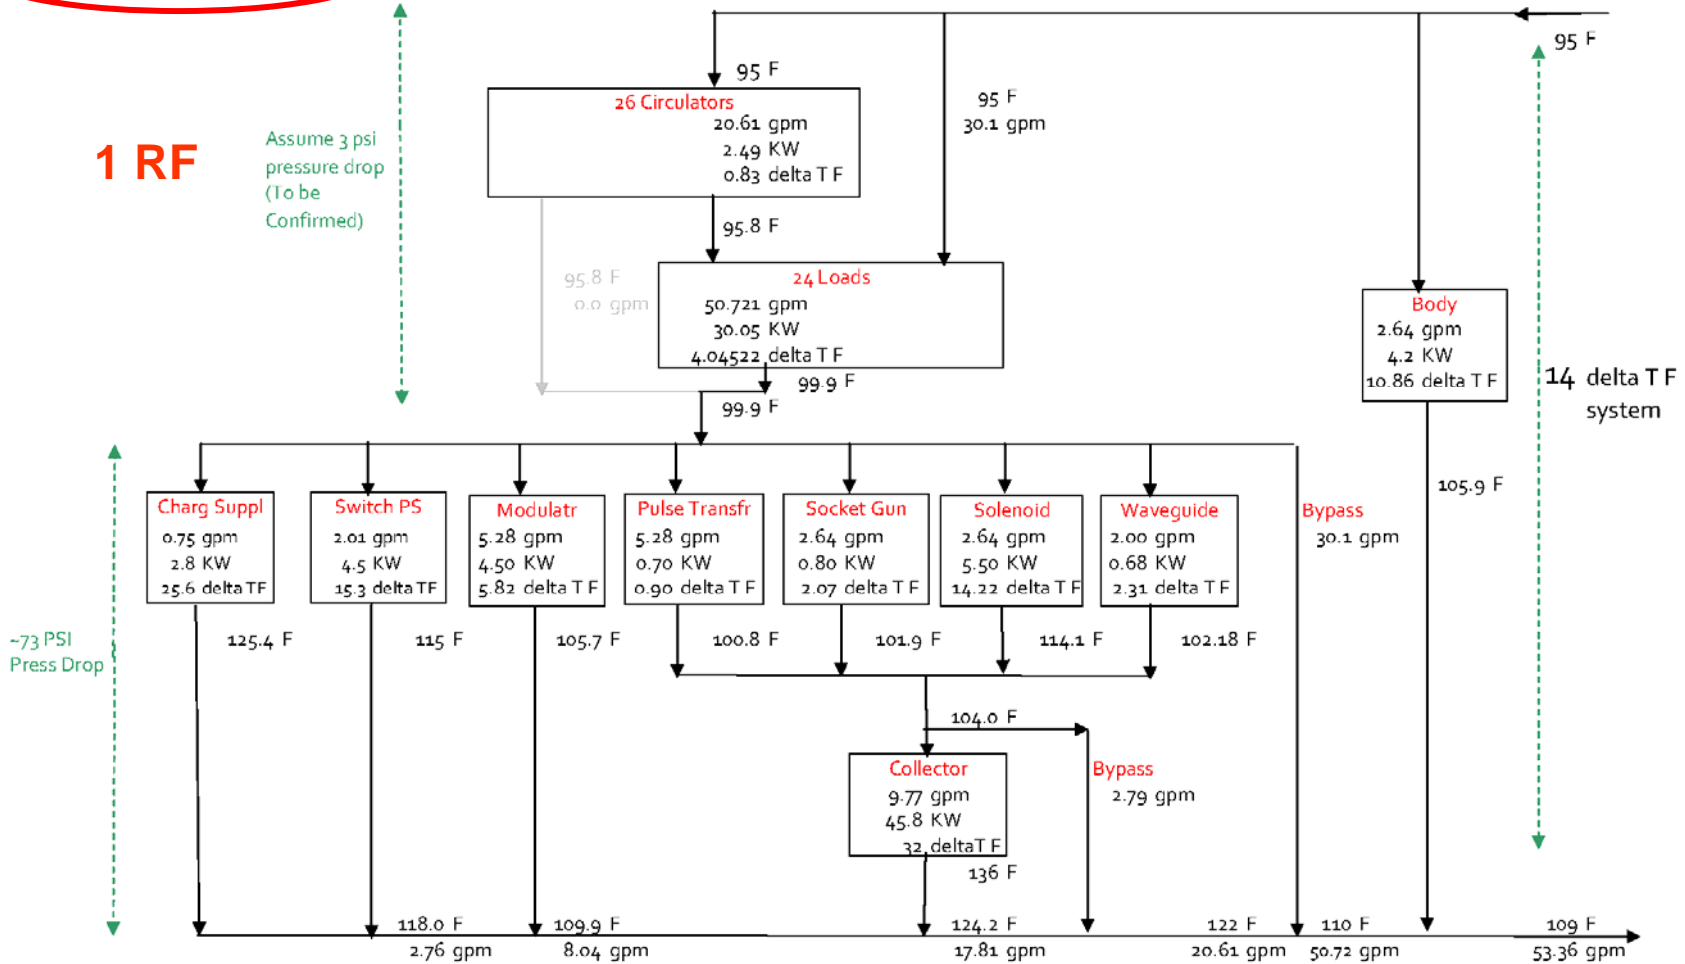 95 F
95 F
26 Circulators
20.61 gpm
2.49 KW
0.83 delta T F
95 F
30.1 gpm
1 RF
Assume 3 psi
pressure drop
(To be
Confirmed)
95.8 F
95.8 F
0.0 gpm
24 Loads
50.721 gpm
30.05 KW
4.04522 delta T F
Body
2.64 gpm
4.2 KW
10.86 delta T F
14 delta T F
system
99.9 F
99.9 F
105.9 F
Charg Suppl
0.75 gpm
2.8 KW
25.6 delta TF
Switch PS
2.01 gpm
4.5 KW
15.3 delta TF
Modulatr
5.28 gpm
4.50 KW
5.82 delta T F
Pulse Transfr
5.28 gpm
0.70 KW
0.90 delta T F
Socket Gun
2.64 gpm
0.80 KW
2.07 delta T F
Solenoid
2.64 gpm
5.50 KW
14.22 delta T F
Waveguide
2.00 gpm
0.68 KW
2.31 delta T F
Bypass
30.1 gpm
~73 PSI
Press Drop
125.4 F
115 F
105.7 F
100.8 F
101.9 F
114.1 F
102.18 F
104.0 F
Collector
9.77 gpm
45.8 KW
32 deltaT F
Bypass
2.79 gpm
136 F
118.0 F
2.76 gpm
109.9 F
8.04 gpm
124.2 F
17.81 gpm
122 F
20.61 gpm
110 F
50.72 gpm
109 F
53.36 gpm